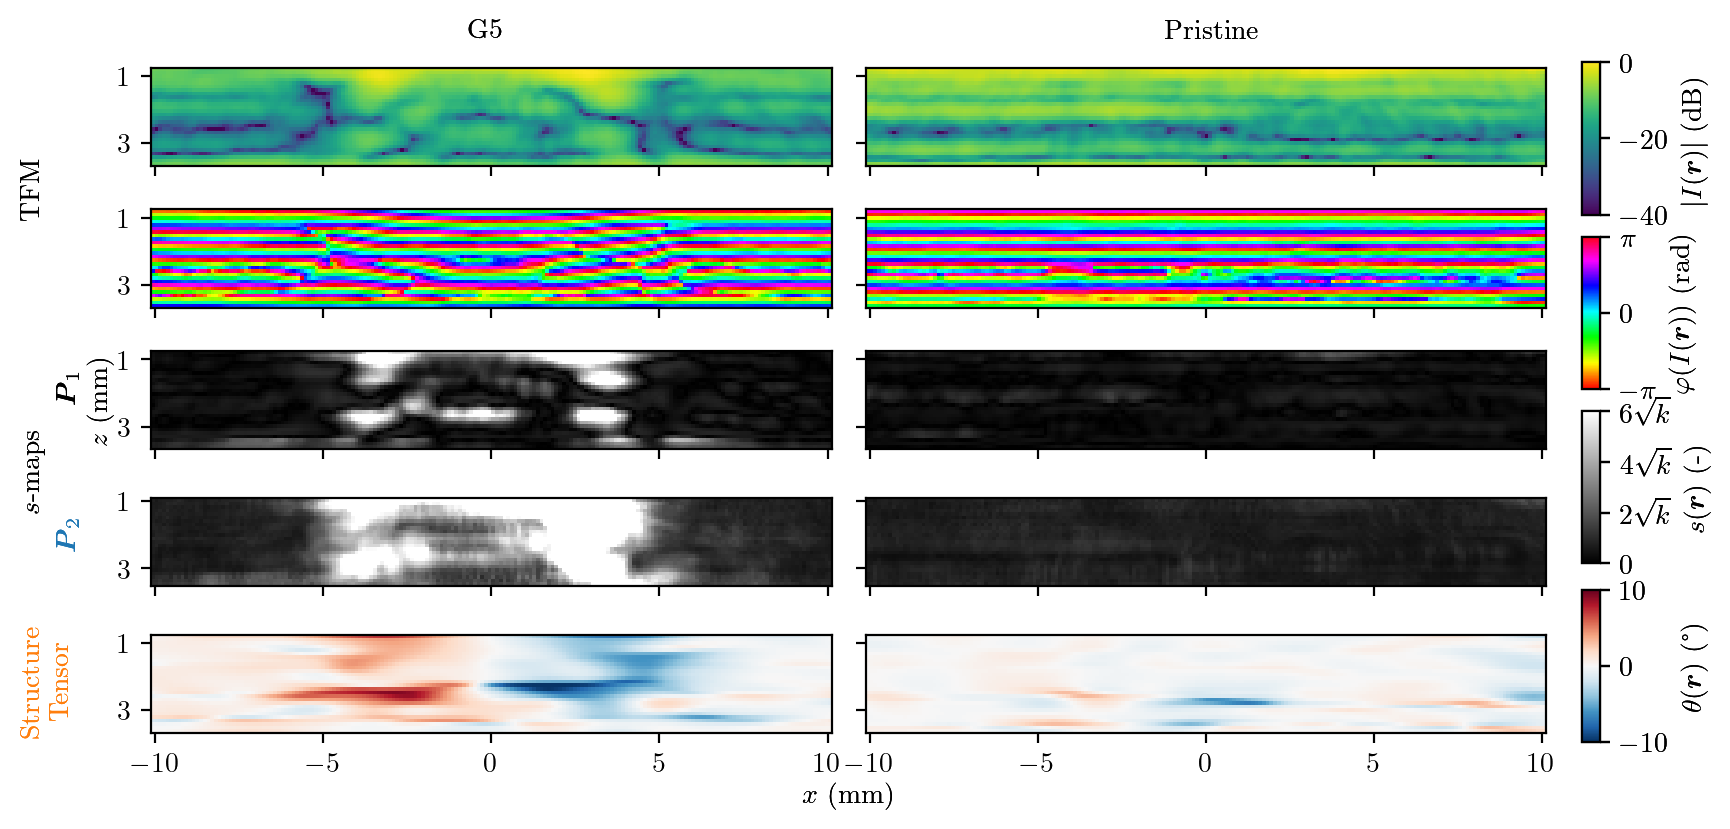 G5 Pristine
TFM
1
3
1
3
0
−20
−40
|I(r)| (dB)
π
0
−π
φ(I(r)) (rad)
s-maps
P₁
z (mm)
1
3
P₂
1
3
6√k
4√k
2√k
0
s(r) (-)
Structure
Tensor
1
3
10
0
−10
θ(r) (°)
−10 −5 0 5 10 −10 −5 0 5 10
x (mm)